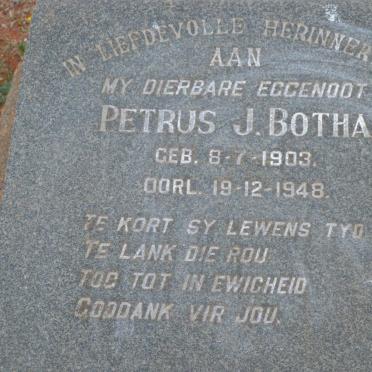 IN LIEFDEVOLLE HERINNER
AAN
MY DIERBARE EGGENOOT
PETRUS J. BOTHA
GEB. 8-7-1903.
OORL. 19-12-1948.
TE KORT SY LEWENS TYD
TE LANK DIE ROU
TOG TOT IN EWICHEID
GODDANK VIR JOU.